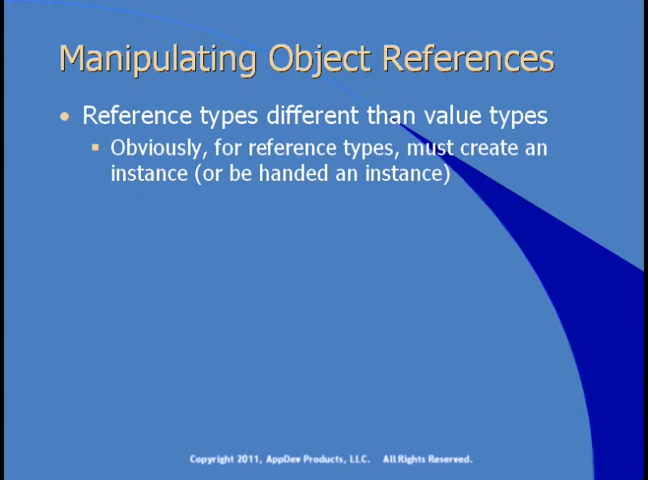 Manipulating Object References
• Reference types different than value types
▪ Obviously, for reference types, must create an
instance (or be handed an instance)
Copyright 2011, AppDev Products, LLC. All Rights Reserved.